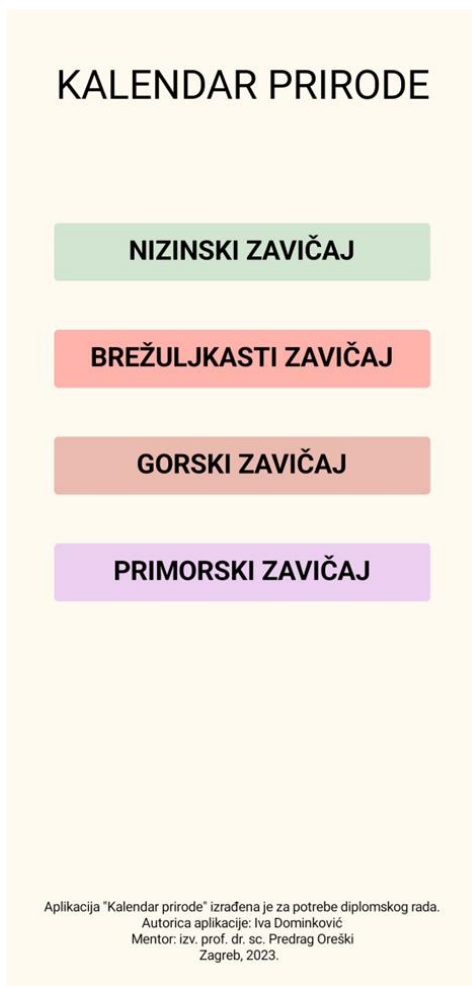 KALENDAR PRIRODE
NIZINSKI ZAVIČAJ
BREŽULJKASTI ZAVIČAJ
GORSKI ZAVIČAJ
PRIMORSKI ZAVIČAJ
Aplikacija "Kalendar prirode" izrađena je za potrebe diplomskog rada.
Autorica aplikacije: Iva Dominković
Mentor: izv. prof. dr. sc. Predrag Oreški
Zagreb, 2023.